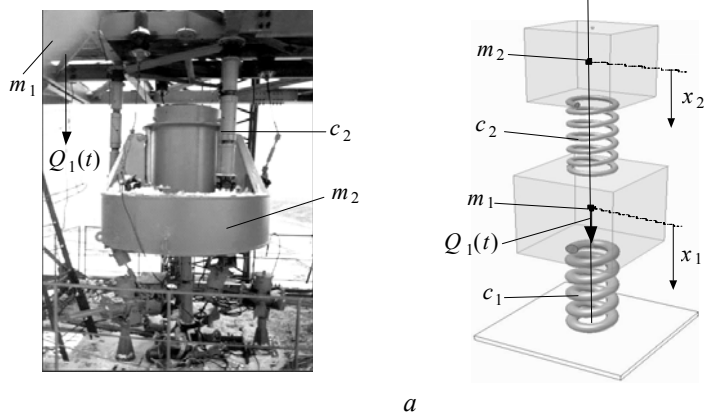 m₁
Q₁(t)
c₂
m₂
m₂
x₂
c₂
m₁
Q₁(t)
x₁
c₁
a